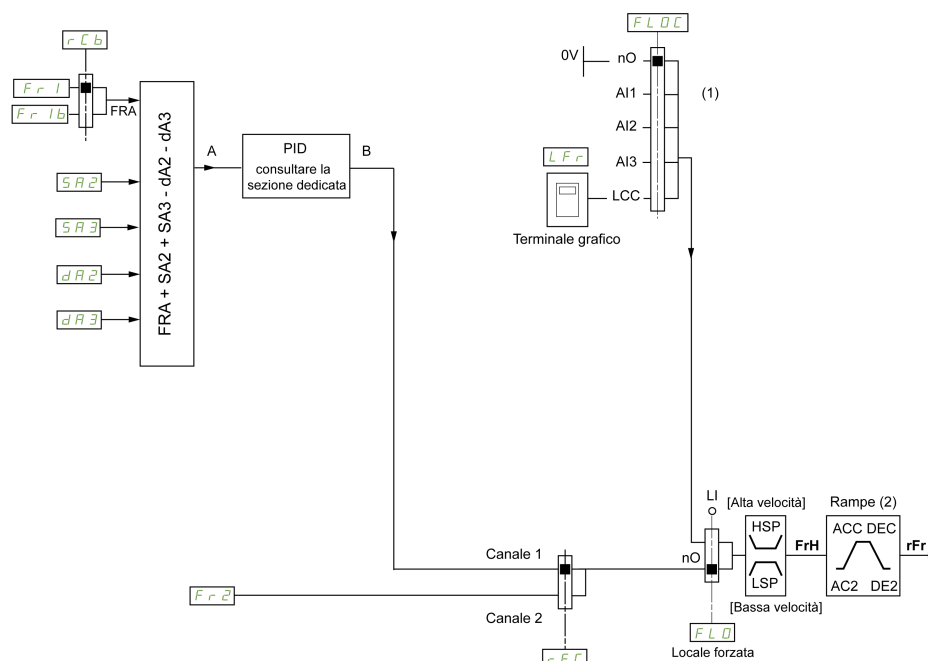 rCb
Fr1
Fr1b
FRA
SA2
SA3
dA2
dA3
FRA + SA2 + SA3 - dA2 - dA3
A
PID
consultare la
sezione dedicata
B
FLOC
0V
nO
AI1
AI2
AI3
LCC
(1)
LFr
Terminale grafico
Canale 1
Fr2
Canale 2
rFC
LI
nO
FLO
Locale forzata
[Alta velocità]
HSP
LSP
[Bassa velocità]
FrH
Rampe (2)
ACC DEC
AC2 DE2
rFr